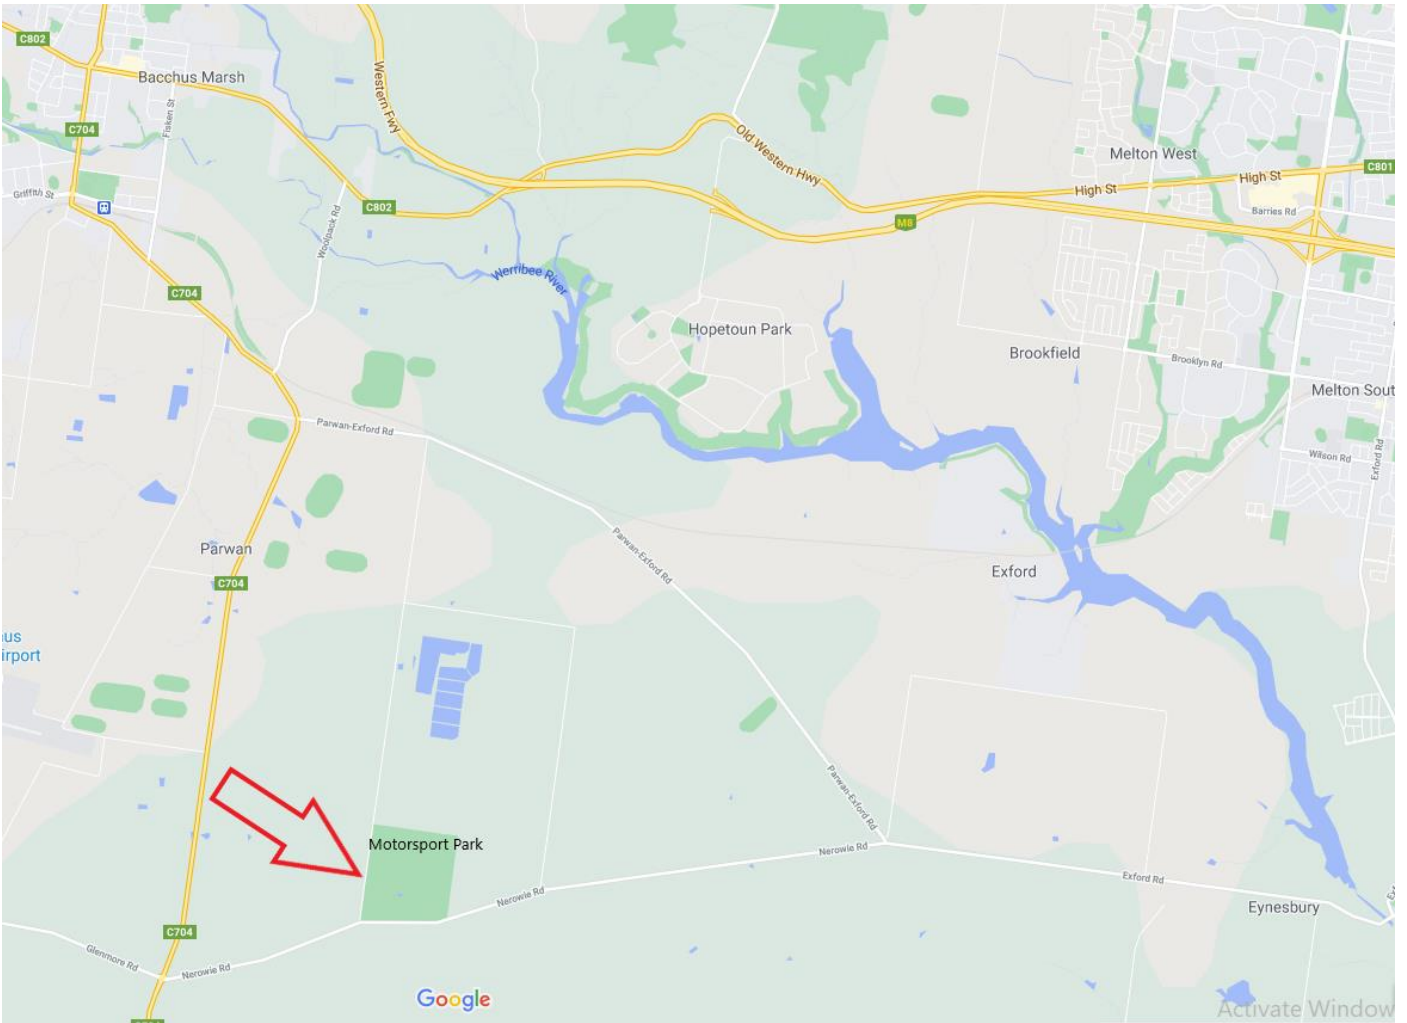 C802
Bacchus Marsh
Western Fwy
C704
Fisken St
Old Western Hwy
Melton West
C801
High St
High St
Griffith St
Barries Rd
C802
Woolpack Rd
M8
Werribee River
C704
Hopetoun Park
Brookfield
Brooklyn Rd
Melton Sout
Parwan-Exford Rd
Wilson Rd
Exford Rd
Parwan
Parwan-Exford Rd
Exford
C704
us
irport
Parwan-Exford Rd
Motorsport Park
Nerowie Rd
Exford Rd
Nerowie Rd
Eynesbury
C704
Glenmore Rd
Nerowie Rd
Google
Activate Window